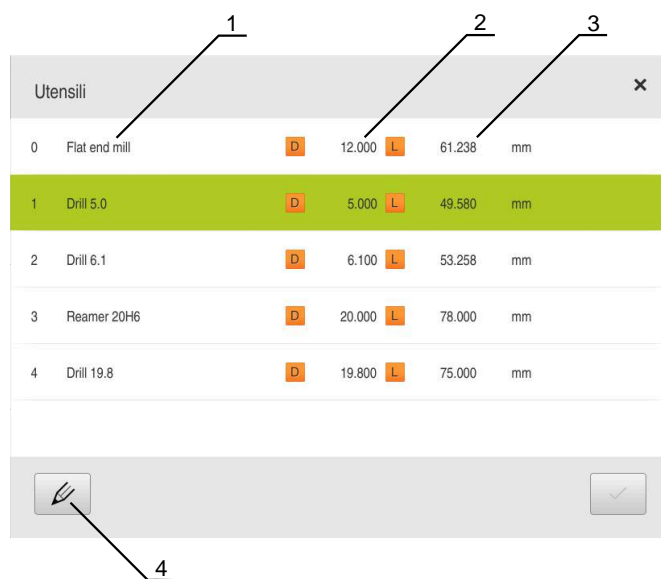 1 2 3
Utensili ×
0 Flat end mill D 12.000 L 61.238 mm
1 Drill 5.0 D 5.000 L 49.580 mm
2 Drill 6.1 D 6.100 L 53.258 mm
3 Reamer 20H6 D 20.000 L 78.000 mm
4 Drill 19.8 D 19.800 L 75.000 mm
4